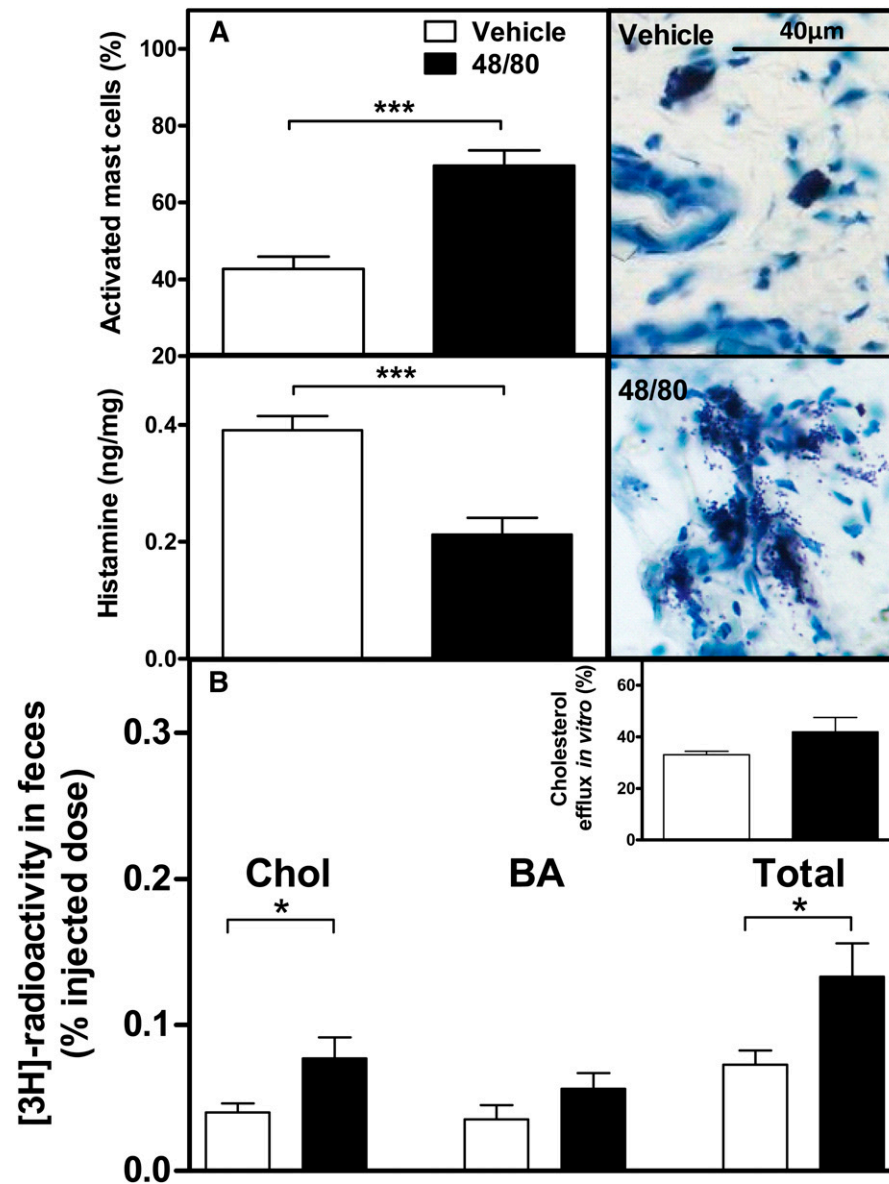 A
Vehicle
48/80
Activated mast cells (%)
100
80
60
40
20
***
Vehicle
40µm
Histamine (ng/mg)
0.4
0.2
0.0
***
48/80
B
[3H]-radioactivity in feces
(% injected dose)
0.3
0.2
0.1
0.0
Cholesterol
efflux in vitro (%)
60
40
20
0
Chol
BA
Total
*
*